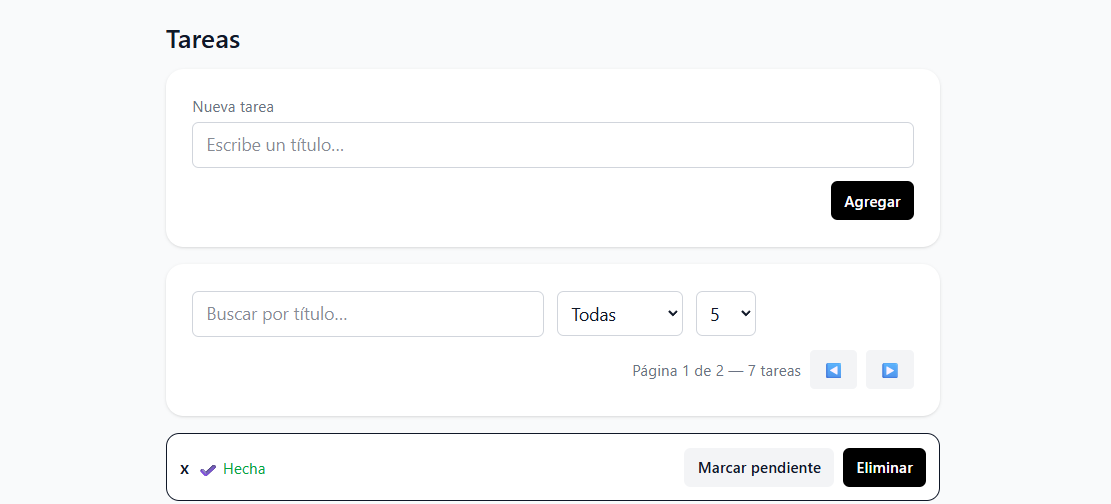 Tareas
Nueva tarea
Escribe un título...
Agregar
Buscar por título... Todas 5
Página 1 de 2 — 7 tareas ◀ ▶
x ✔ Hecha Marcar pendiente Eliminar